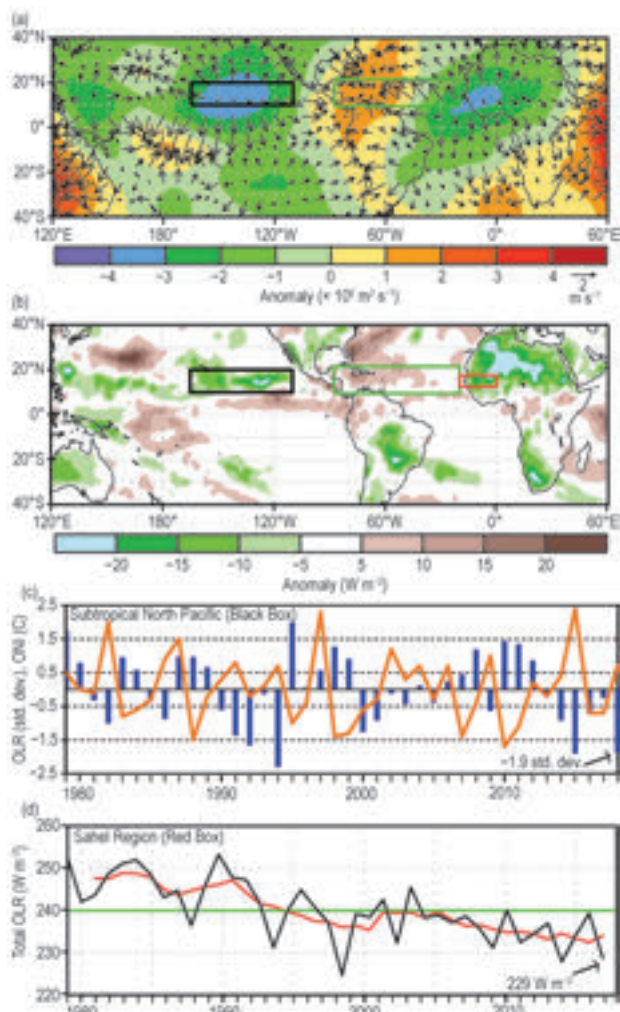 (a)
40°N
20°N
0°
20°S
40°S
120°E 180° 120°W 60°W 0° 60°E
−4 −3 −2 −1 0 1 2 3 4
Anomaly (× 10⁶ m² s⁻¹)
2
m s⁻¹
(b)
40°N
20°N
0°
20°S
40°S
120°E 180° 120°W 60°W 0° 60°E
−20 −15 −10 −5 5 10 15 20
Anomaly (W m⁻²)
(c)
OLR (std. dev.), ONI (C)
2.5
1.5
0.5
−0.5
−1.5
−2.5
Subtropical North Pacific (Black Box)
−1.9 std. dev.
1980 1990 2000 2010
(d)
Total OLR (W m⁻²)
260
250
240
230
220
Sahel Region (Red Box)
229 W m⁻²
1980 1990 2000 2010